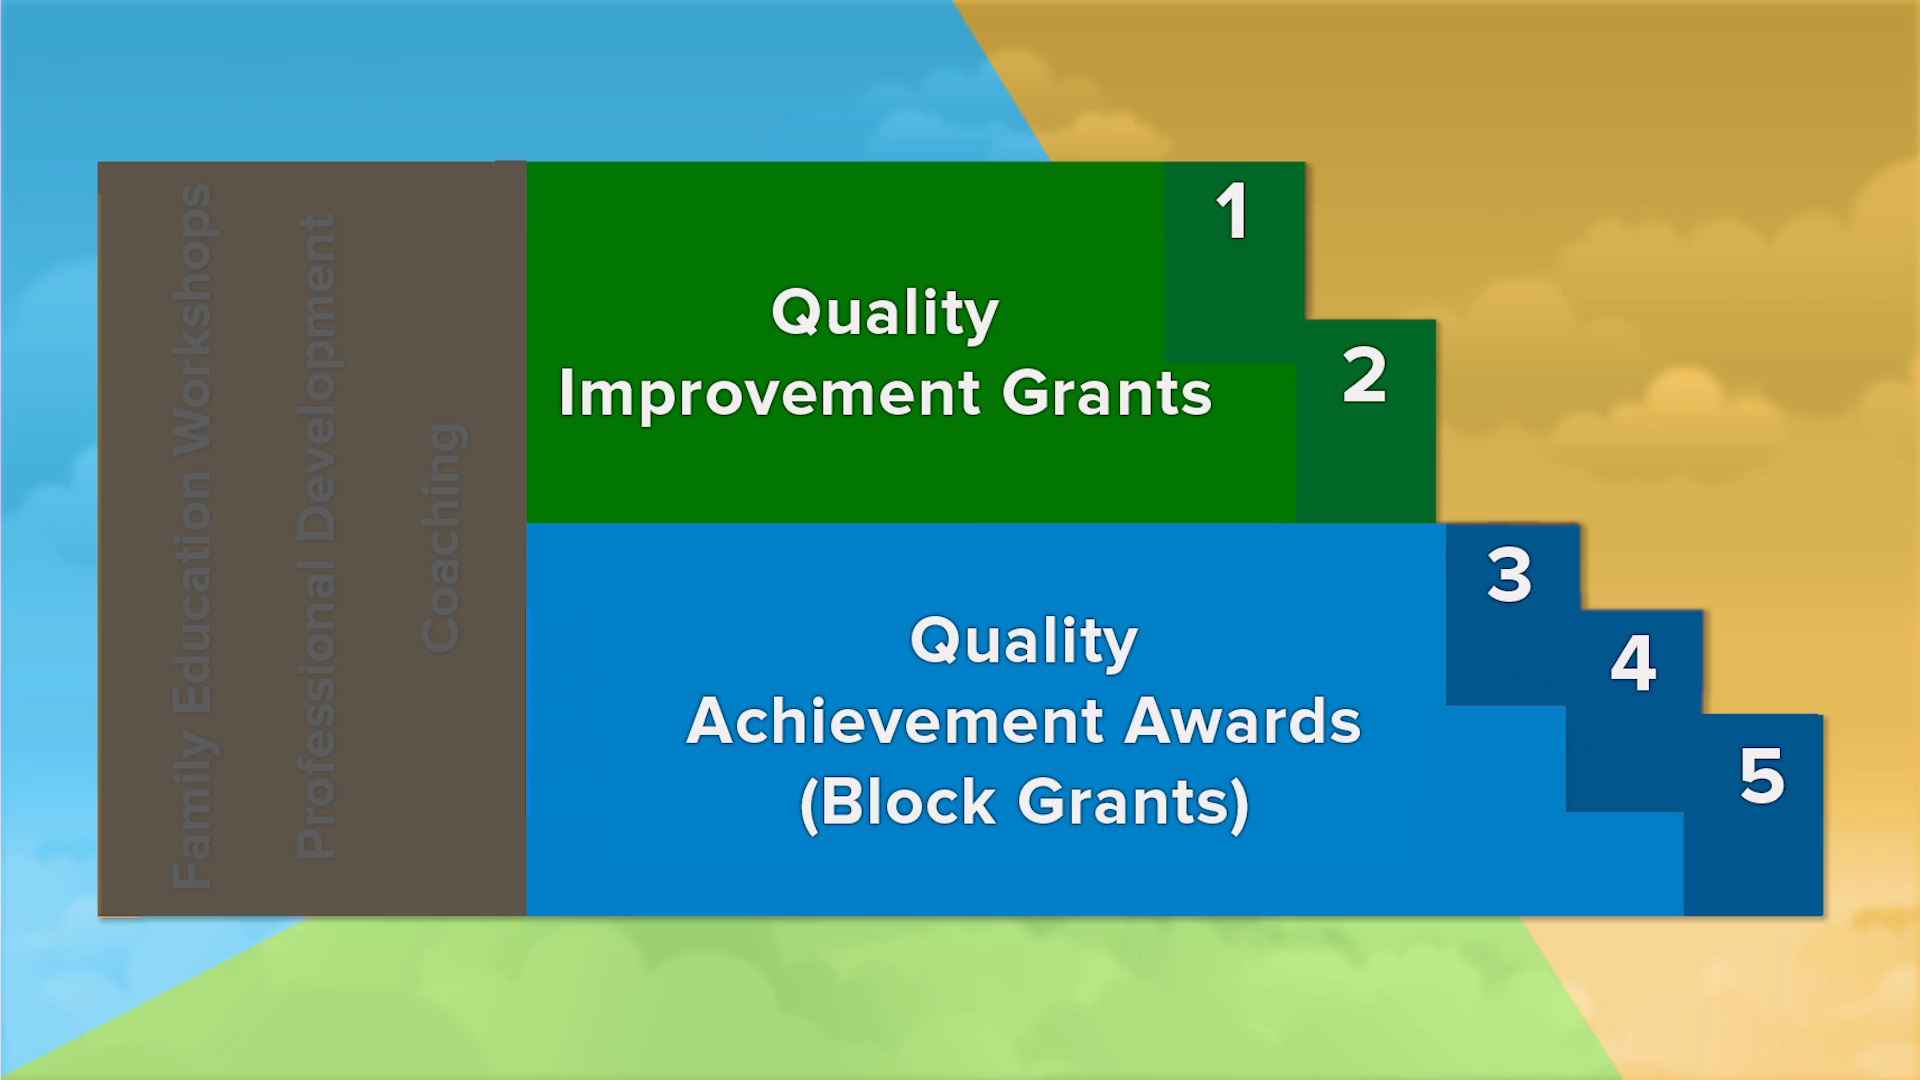 Family Education Workshops
Professional Development
Coaching
Quality
Improvement Grants
1
2
Quality
Achievement Awards
(Block Grants)
3
4
5